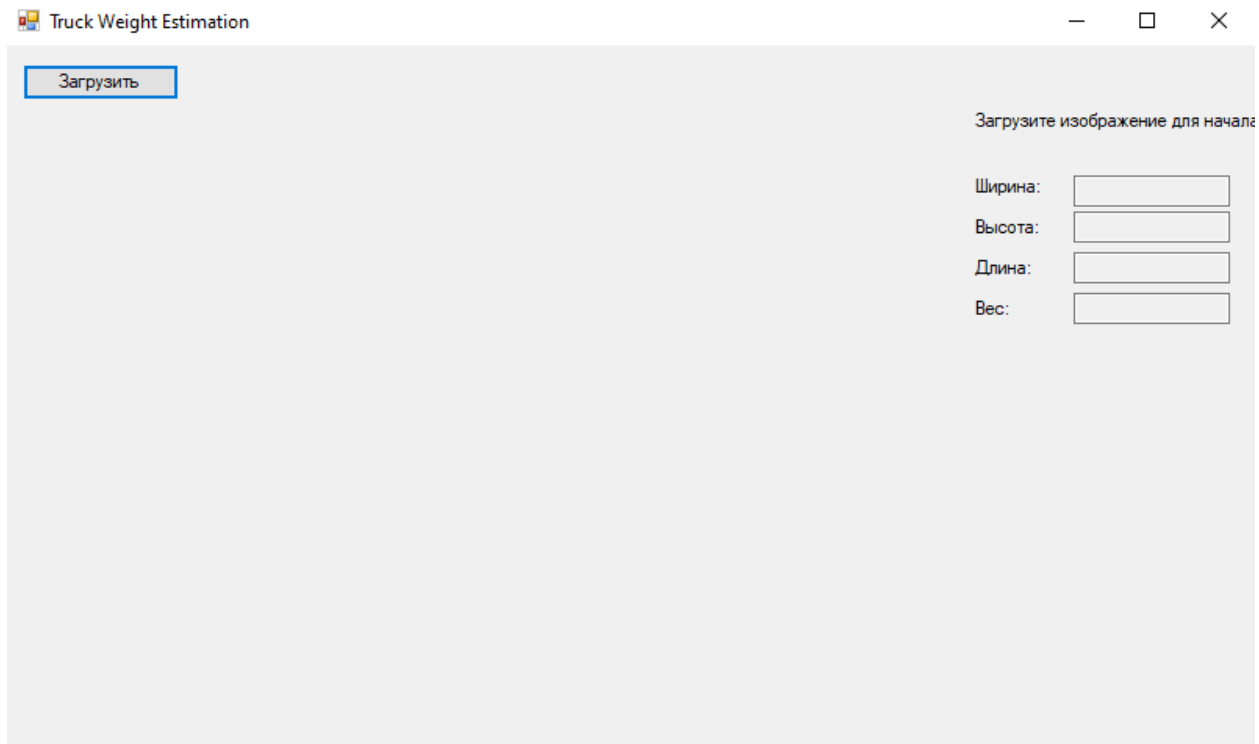 Truck Weight Estimation
Загрузить
Загрузите изображение для начала
Ширина:
Высота:
Длина:
Вес: